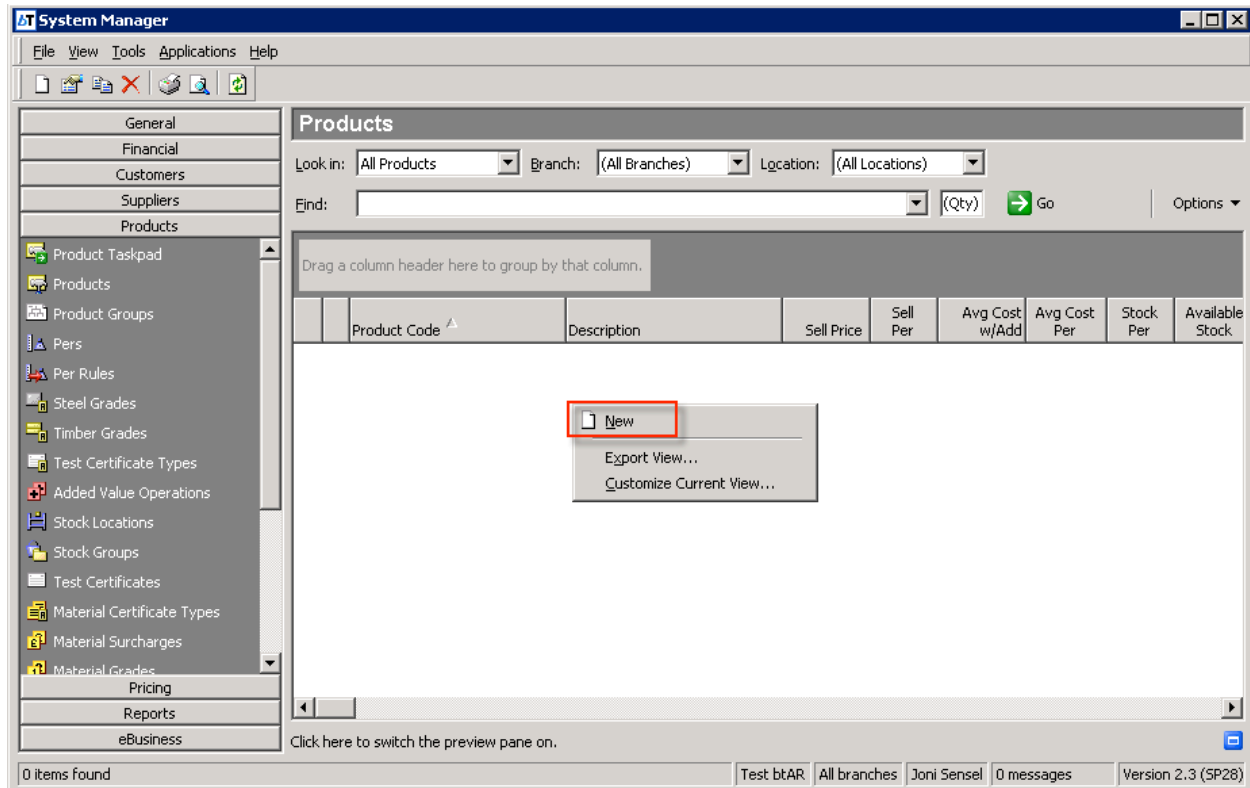 bT System Manager
File View Tools Applications Help
General
Financial
Customers
Suppliers
Products
Product Taskpad
Products
Product Groups
Pers
Per Rules
Steel Grades
Timber Grades
Test Certificate Types
Added Value Operations
Stock Locations
Stock Groups
Test Certificates
Material Certificate Types
Material Surcharges
Material Grades
Pricing
Reports
eBusiness
Products
Look in: All Products Branch: (All Branches) Location: (All Locations)
Find: (Qty) Go Options
Drag a column header here to group by that column.
Product Code Description Sell Price Sell Per Avg Cost w/Add Avg Cost Per Stock Per Available Stock
New
Export View...
Customize Current View...
Click here to switch the preview pane on.
0 items found Test btAR All branches Joni Sensel 0 messages Version 2.3 (SP28)